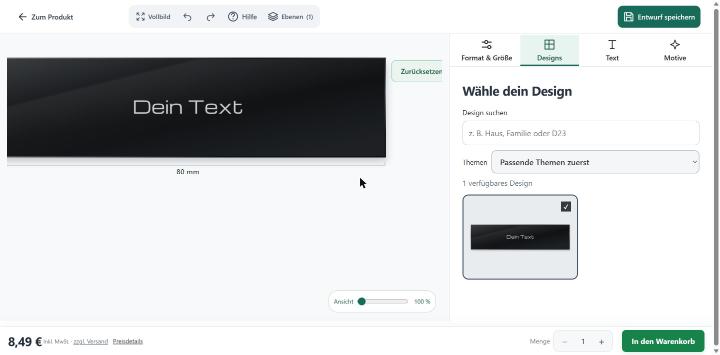 Zum Produkt
Vollbild
Hilfe
Ebenen (1)
Entwurf speichern
Format & Größe
Designs
Text
Motive
Zurücksetzen
Dein Text
80 mm
Ansicht
100 %
Wähle dein Design
Design suchen
z. B. Haus, Familie oder D23
Themen
Passende Themen zuerst
1 verfügbares Design
Dein Text
8,49 € inkl. MwSt. · zzgl. Versand Preisdetails
Menge
− 1 +
In den Warenkorb